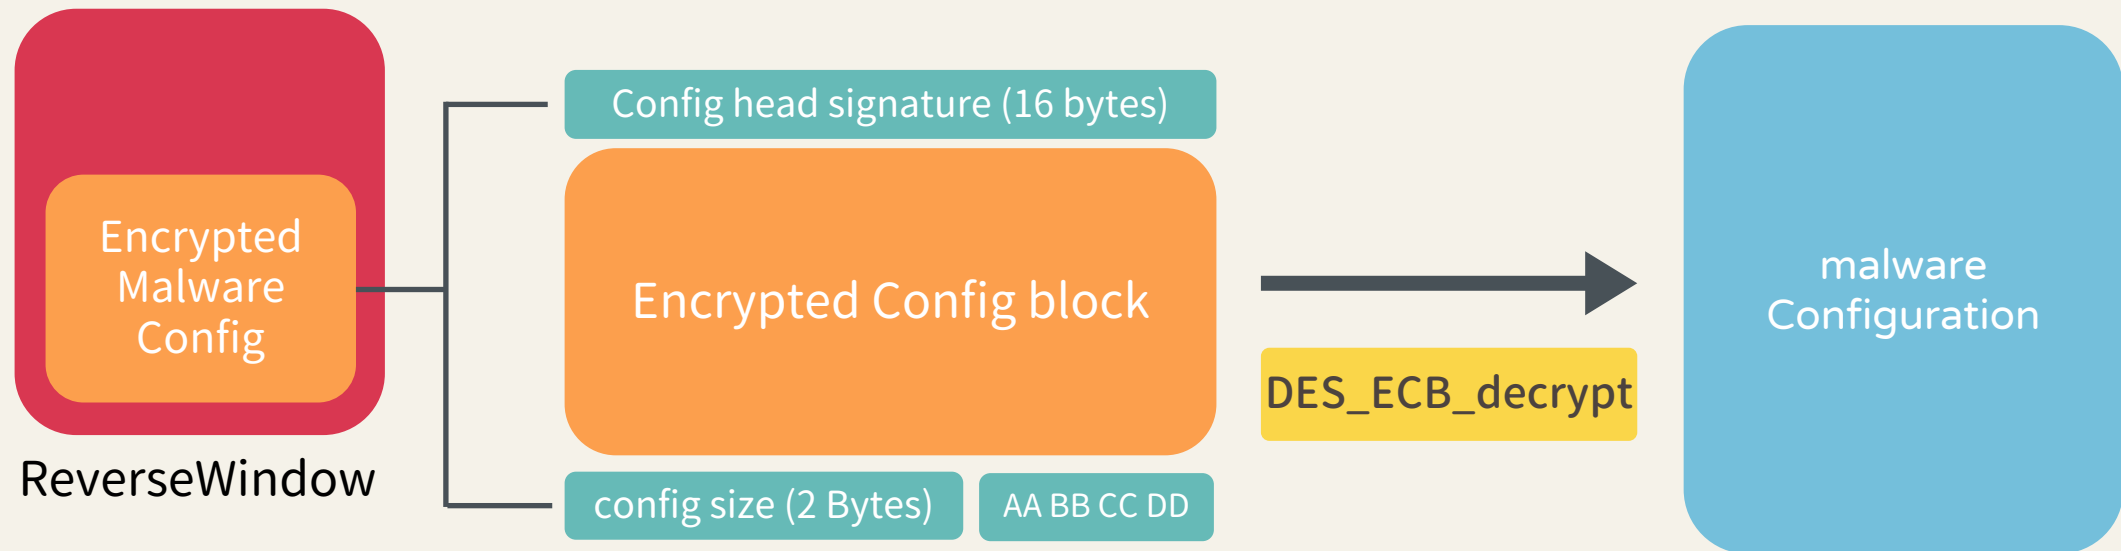 Encrypted
Malware
Config
ReverseWindow
Config head signature (16 bytes)
Encrypted Config block
config size (2 Bytes)
AA BB CC DD
DES_ECB_decrypt
malware
Configuration